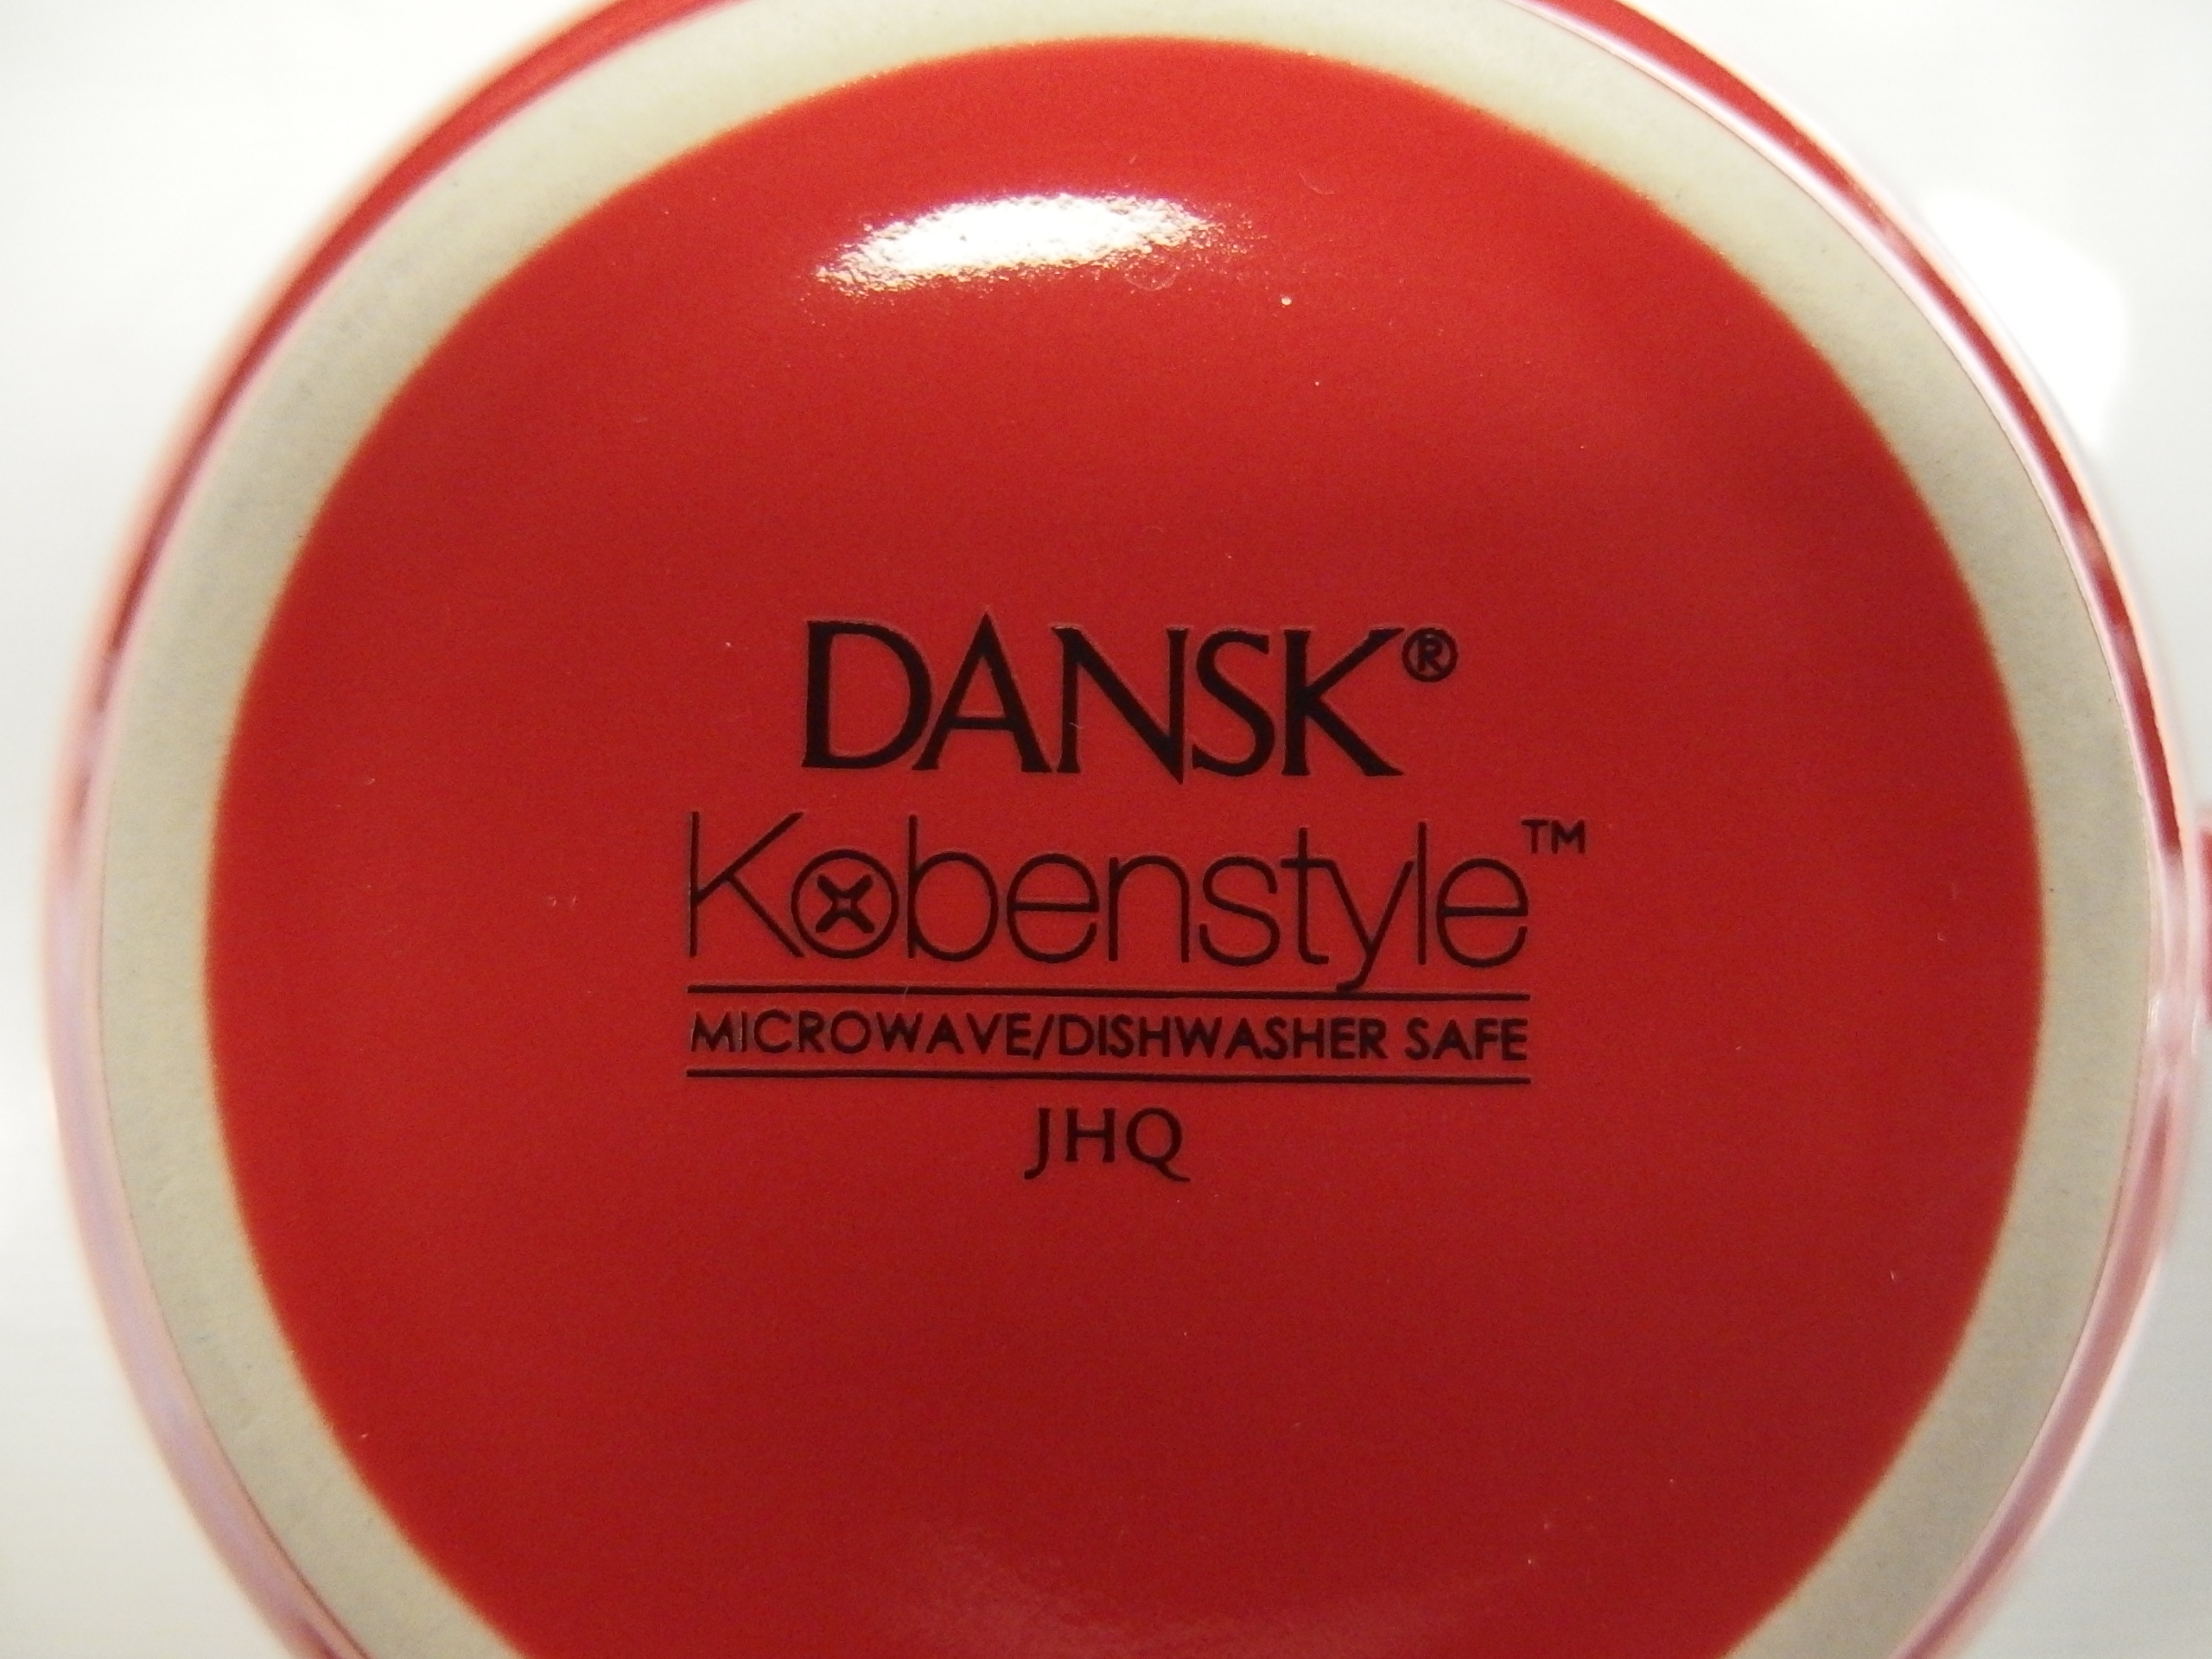 DANSK®
Kobenstyle™
MICROWAVE/DISHWASHER SAFE
JHQ